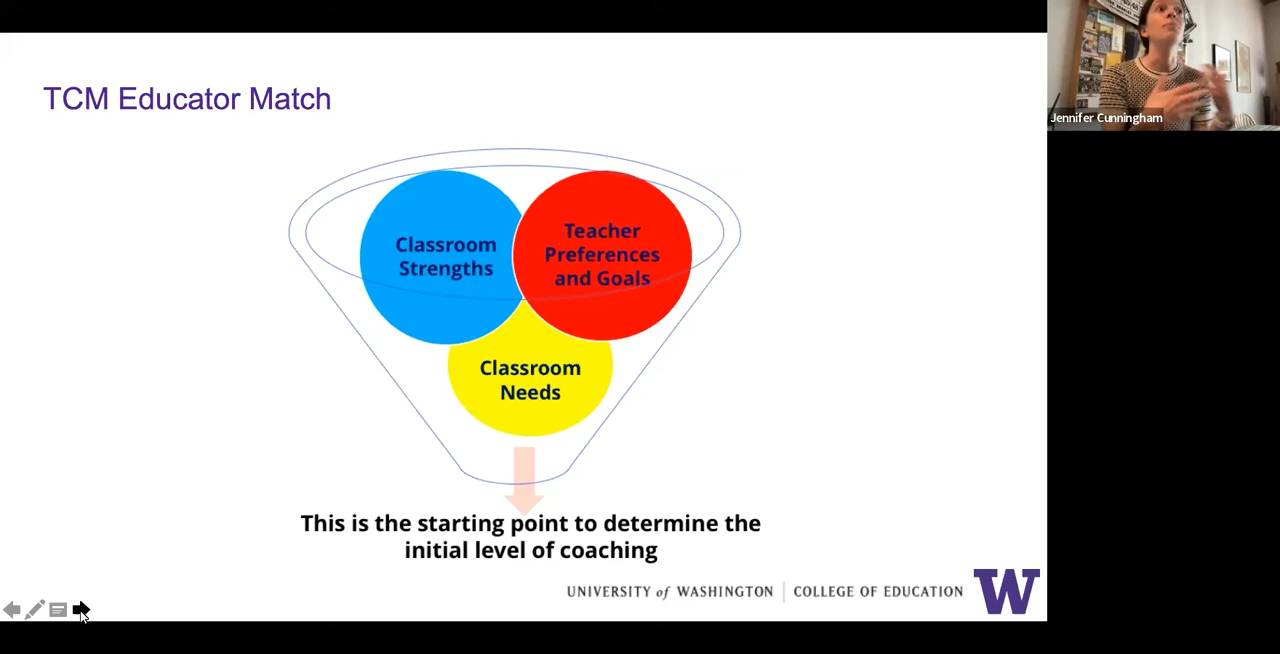 TCM Educator Match
Jennifer Cunningham
Classroom
Strengths
Teacher
Preferences
and Goals
Classroom
Needs
This is the starting point to determine the
initial level of coaching
UNIVERSITY of WASHINGTON | COLLEGE OF EDUCATION
W